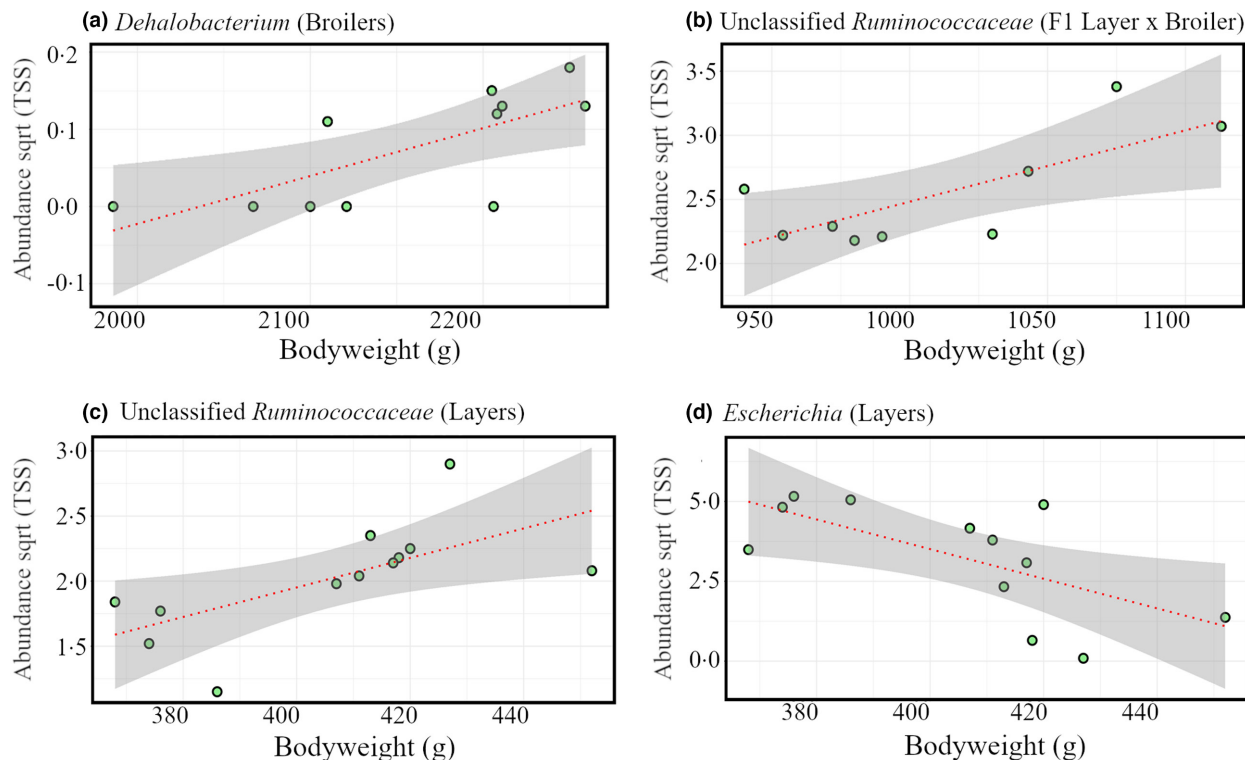 (a) Dehalobacterium (Broilers)
Abundance sqrt (TSS)
0·2
0·1
0·0
-0·1
2000 2100 2200
Bodyweight (g)
(b) Unclassified Ruminococcaceae (F1 Layer x Broiler)
Abundance sqrt (TSS)
3·5
3·0
2·5
2·0
950 1000 1050 1100
Bodyweight (g)
(c) Unclassified Ruminococcaceae (Layers)
Abundance sqrt (TSS)
3·0
2·5
2·0
1·5
380 400 420 440
Bodyweight (g)
(d) Escherichia (Layers)
Abundance sqrt (TSS)
5·0
2·5
0·0
380 400 420 440
Bodyweight (g)